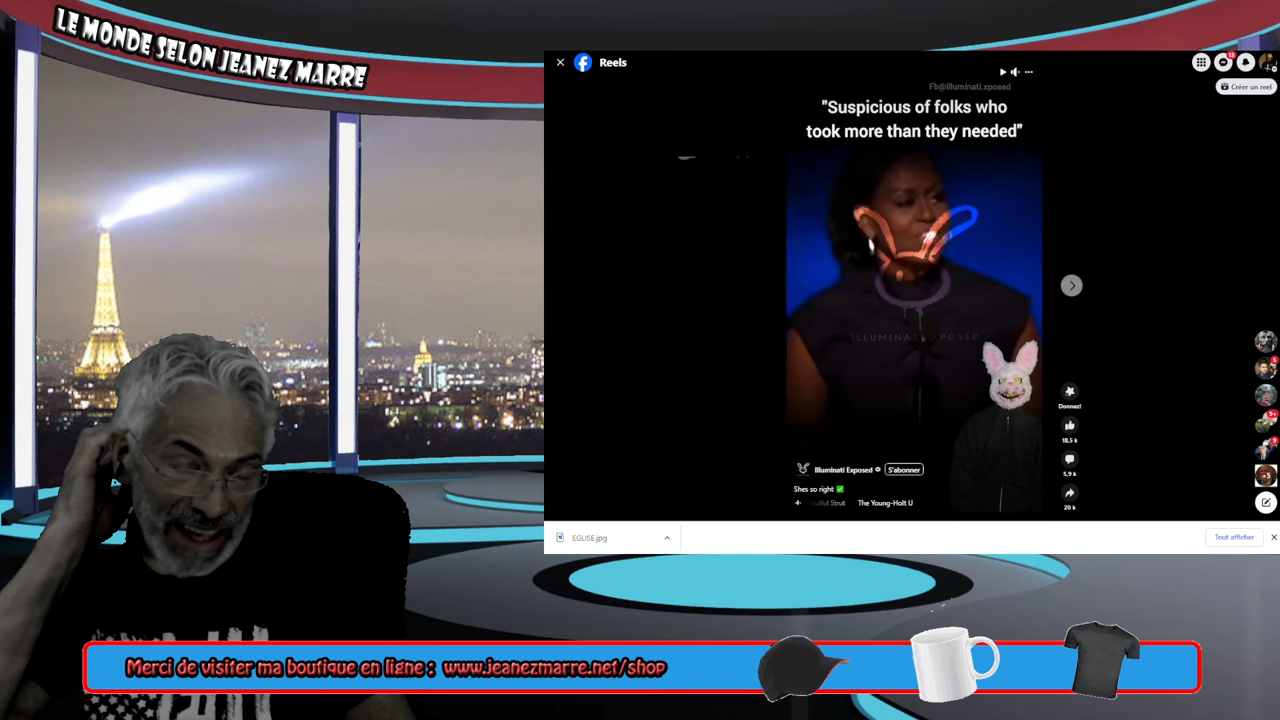 LE MONDE SELON JEANEZ MARRE
Reels
Créer un reel
Fb@illuminati.xposed
"Suspicious of folks who
took more than they needed"
Donnez!
18,5 k
5,9 k
20 k
Illuminati Exposed
S'abonner
Shes so right ✅
Strut The Young-Holt U
EGLISE.jpg
Tout afficher
Merci de visiter ma boutique en ligne : www.jeanezmarre.net/shop